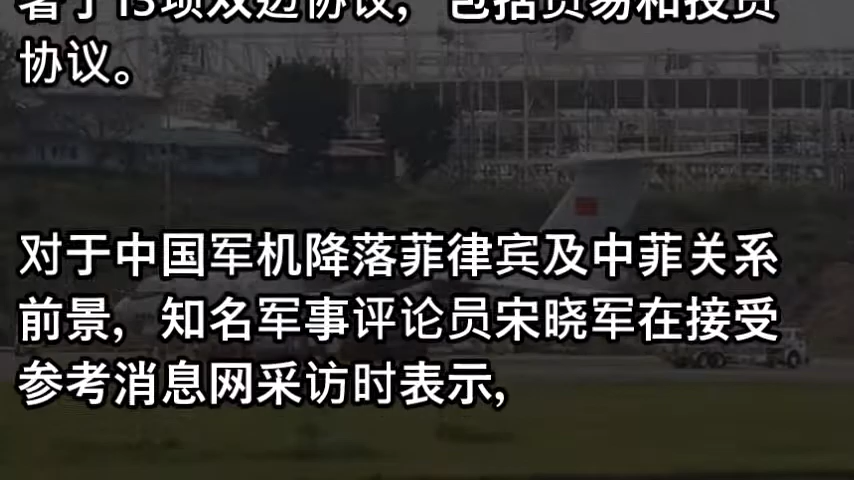 署了13项双边协议，包括贸易和投资
协议。
对于中国军机降落菲律宾及中菲关系
前景，知名军事评论员宋晓军在接受
参考消息网采访时表示,